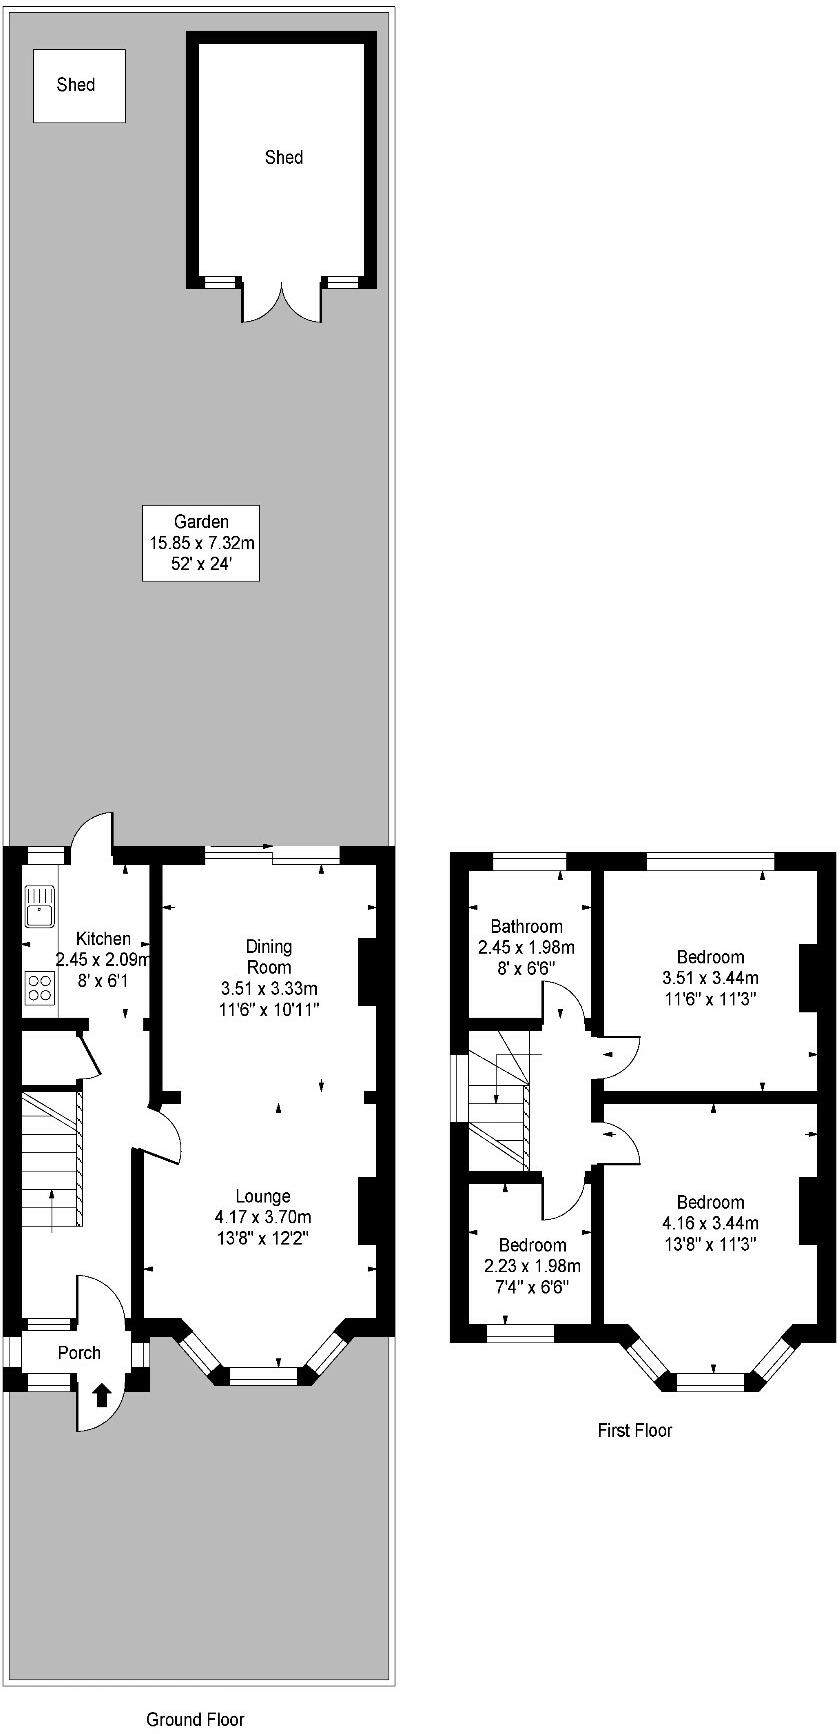 Shed
Shed
Garden
15.85 x 7.32m
52' x 24'
Kitchen
2.45 x 2.09m
8' x 6'1
Dining
Room
3.51 x 3.33m
11'6" x 10'11"
Lounge
4.17 x 3.70m
13'8" x 12'2"
Porch
Ground Floor
Bathroom
2.45 x 1.98m
8' x 6'6"
Bedroom
3.51 x 3.44m
11'6" x 11'3"
Bedroom
4.16 x 3.44m
13'8" x 11'3"
Bedroom
2.23 x 1.98m
7'4" x 6'6"
First Floor